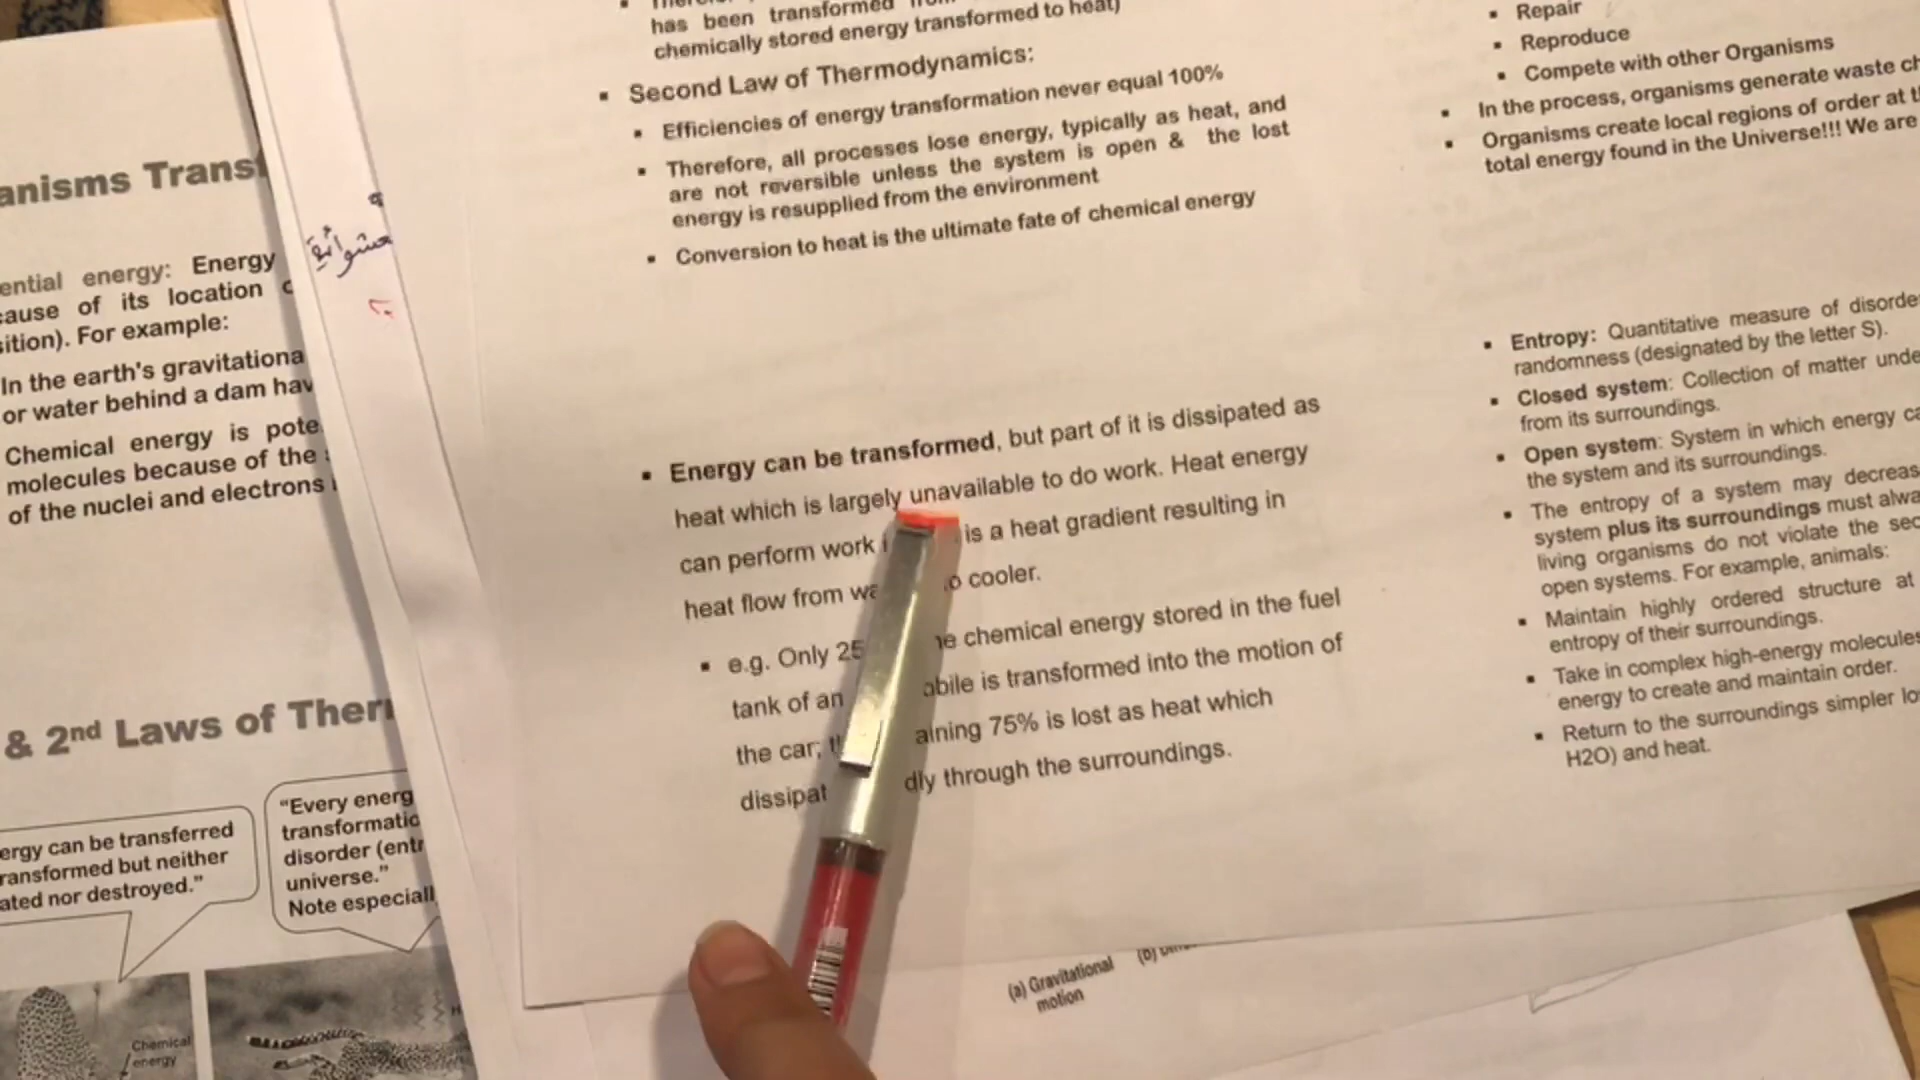 anisms Trans
ential energy: Energy
cause of its location
ition). For example:
In the earth's gravitationa
or water behind a dam hav
Chemical energy is pote
molecules because of the
of the nuclei and electrons
& 2nd Laws of Ther
ergy can be transferred
ransformed but neither
ated nor destroyed.”
“Every energ
transformatio
disorder (entr
universe.”
Note especiall
Chemical
energy
has been transformed
chemically stored energy transformed to heat)
▪ Second Law of Thermodynamics:
▪ Efficiencies of energy transformation never equal 100%
▪ Therefore, all processes lose energy, typically as heat, and
are not reversible unless the system is open & the lost
energy is resupplied from the environment
▪ Conversion to heat is the ultimate fate of chemical energy
▪ Energy can be transformed, but part of it is dissipated as
heat which is largely unavailable to do work. Heat energy
can perform work is a heat gradient resulting in
heat flow from wa o cooler.
▪ e.g. Only 25 he chemical energy stored in the fuel
tank of an obile is transformed into the motion of
the car; aining 75% is lost as heat which
dissipat dly through the surroundings.
(a) Gravitational
motion
▪ Repair
▪ Reproduce
▪ Compete with other Organisms
▪ In the process, organisms generate waste ch
▪ Organisms create local regions of order at t
total energy found in the Universe!!! We are
▪ Entropy: Quantitative measure of disorde
randomness (designated by the letter S).
▪ Closed system: Collection of matter unde
from its surroundings.
▪ Open system: System in which energy ca
the system and its surroundings.
▪ The entropy of a system may decreas
system plus its surroundings must alwa
living organisms do not violate the sec
open systems. For example, animals:
▪ Maintain highly ordered structure at
entropy of their surroundings.
▪ Take in complex high-energy molecules
energy to create and maintain order.
▪ Return to the surroundings simpler lo
H2O) and heat.